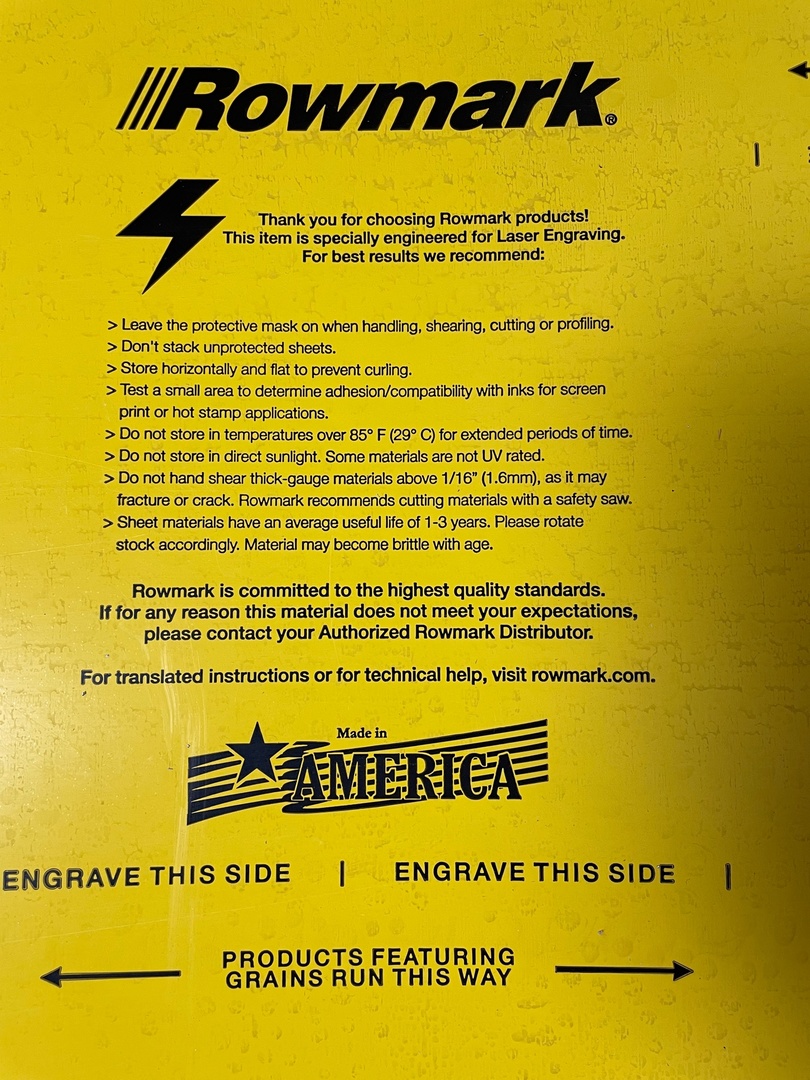 Rowmark®
Thank you for choosing Rowmark products!
This item is specially engineered for Laser Engraving.
For best results we recommend:
> Leave the protective mask on when handling, shearing, cutting or profiling.
> Don't stack unprotected sheets.
> Store horizontally and flat to prevent curling.
> Test a small area to determine adhesion/compatibility with inks for screen
print or hot stamp applications.
> Do not store in temperatures over 85° F (29° C) for extended periods of time.
> Do not store in direct sunlight. Some materials are not UV rated.
> Do not hand shear thick-gauge materials above 1/16” (1.6mm), as it may
fracture or crack. Rowmark recommends cutting materials with a safety saw.
> Sheet materials have an average useful life of 1-3 years. Please rotate
stock accordingly. Material may become brittle with age.
Rowmark is committed to the highest quality standards.
If for any reason this material does not meet your expectations,
please contact your Authorized Rowmark Distributor.
For translated instructions or for technical help, visit rowmark.com.
Made in
AMERICA
ENGRAVE THIS SIDE | ENGRAVE THIS SIDE |
PRODUCTS FEATURING
GRAINS RUN THIS WAY